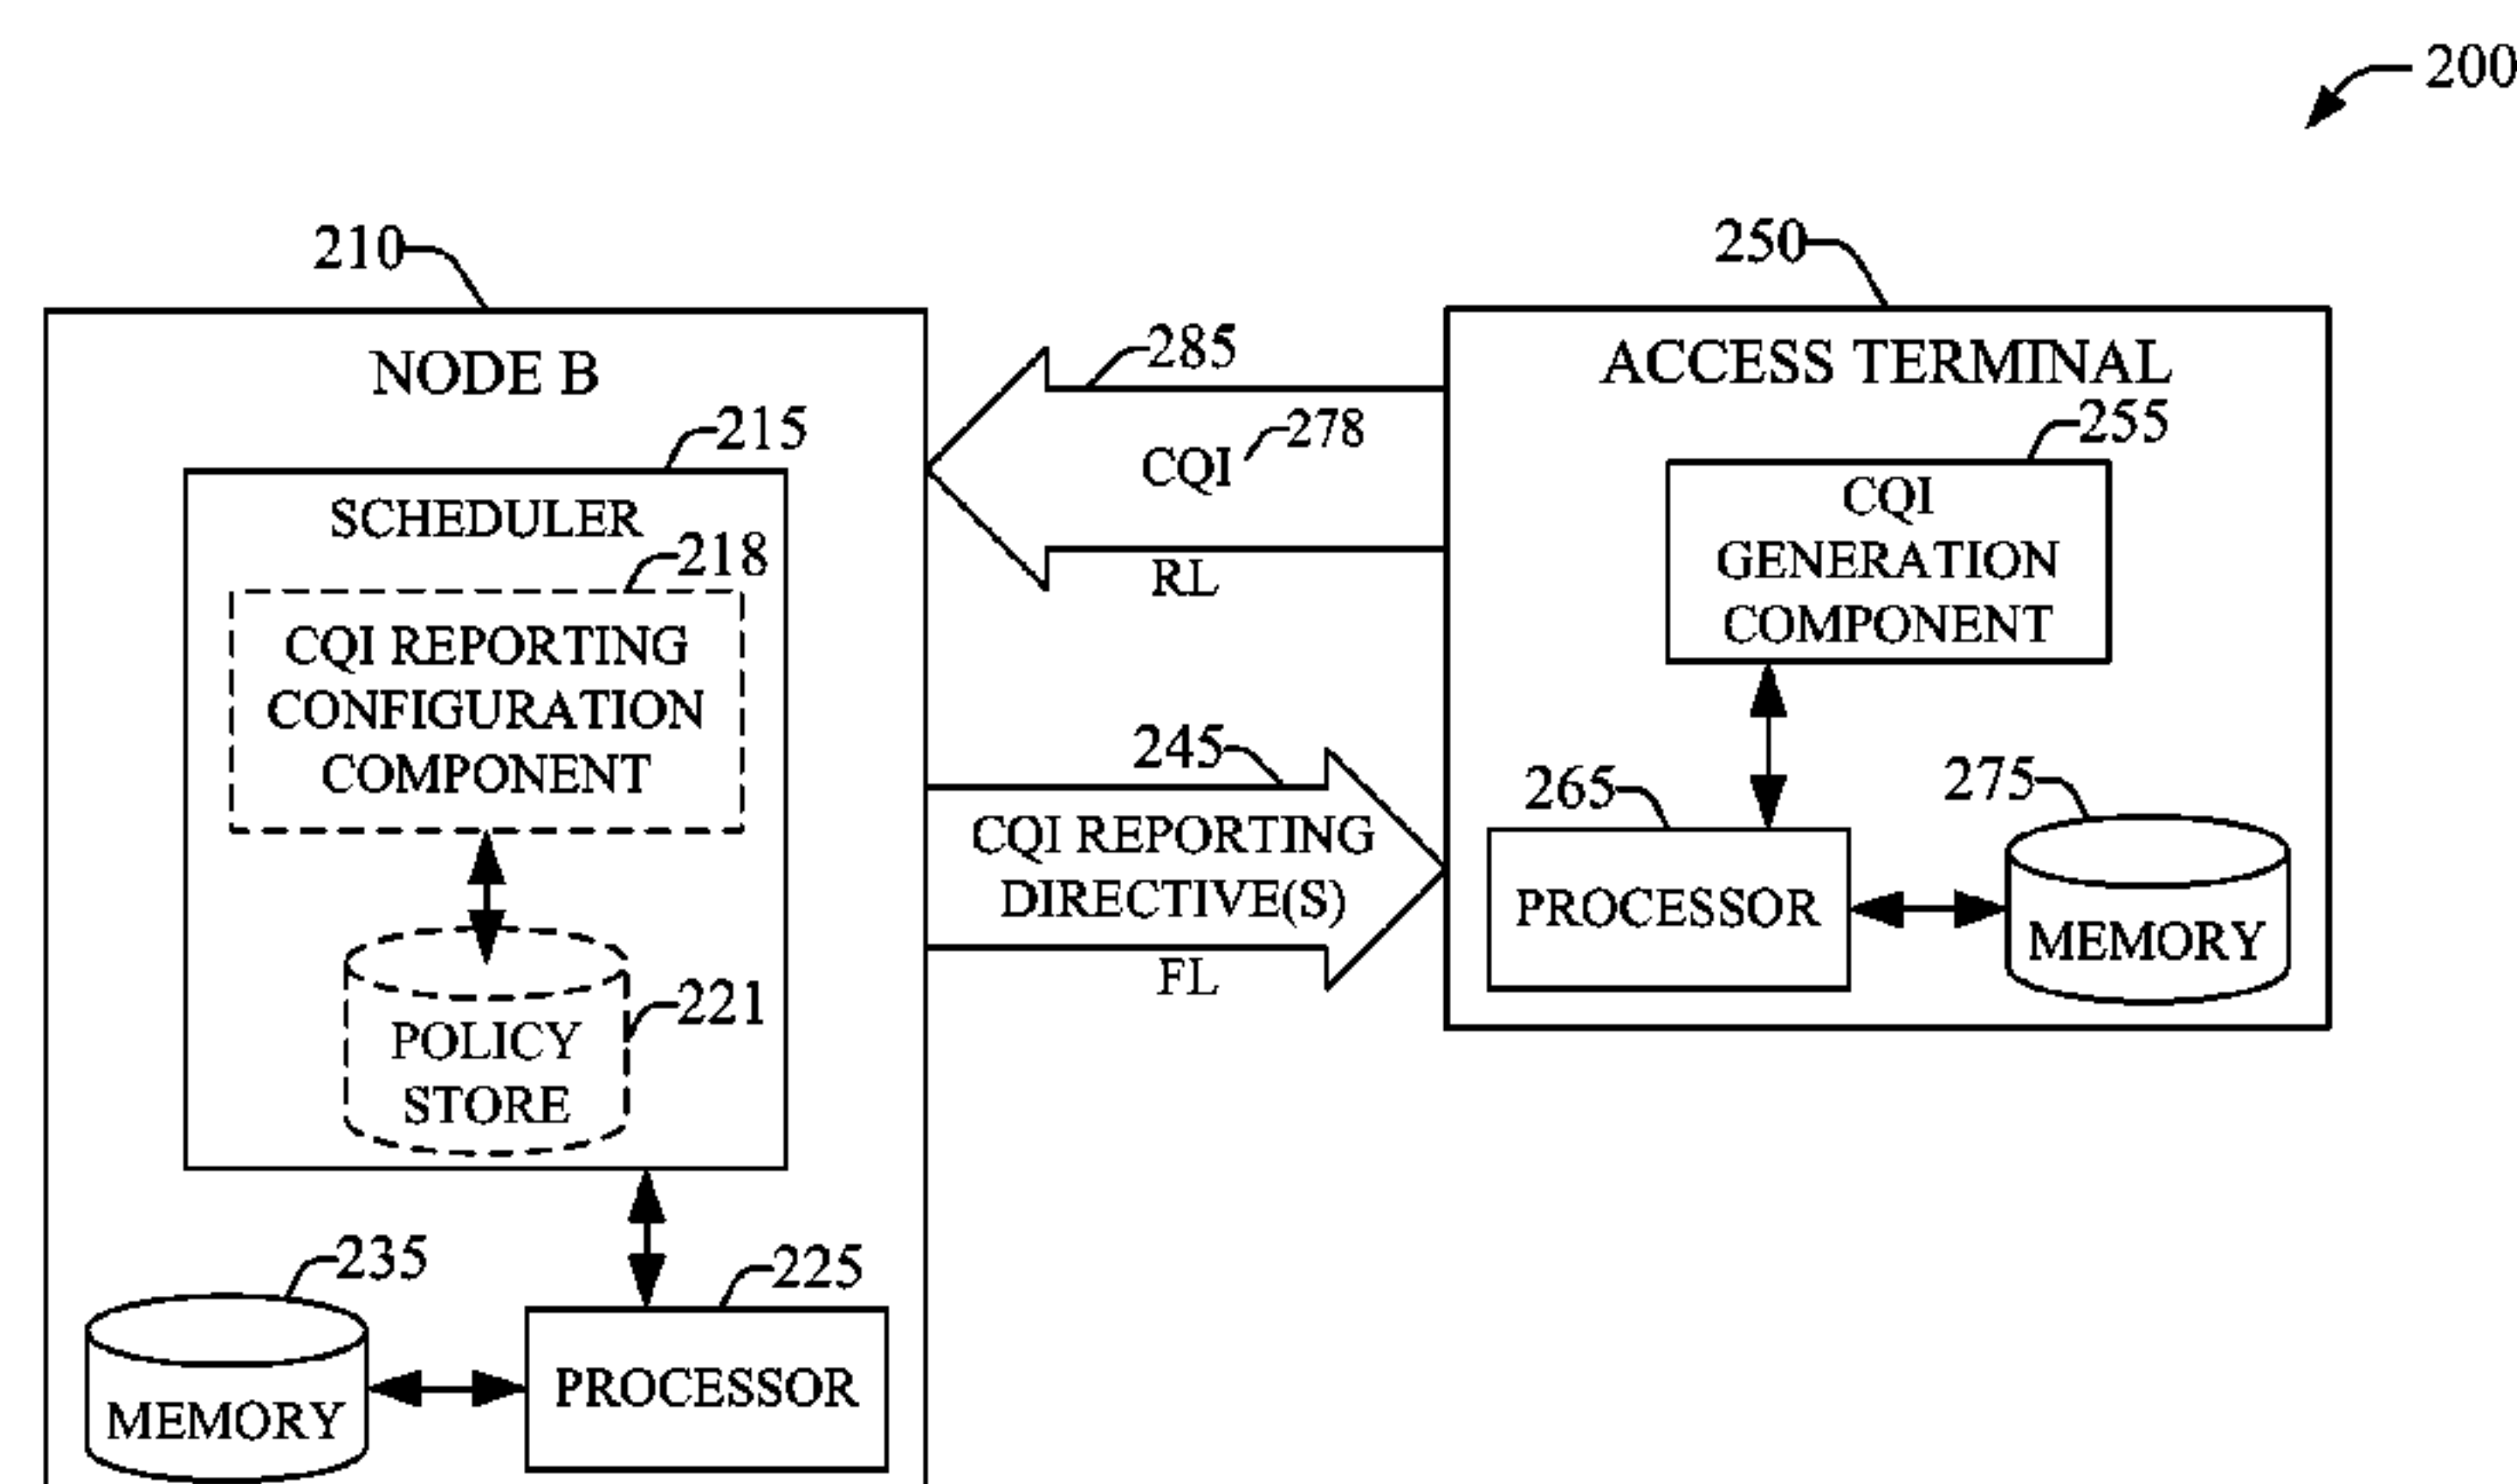 200
210
NODE B
215
SCHEDULER
218
CQI REPORTING
CONFIGURATION
COMPONENT
221
POLICY
STORE
235
MEMORY
225
PROCESSOR
285
CQI
278
RL
245
CQI REPORTING
DIRECTIVE(S)
FL
250
ACCESS TERMINAL
255
CQI
GENERATION
COMPONENT
265
PROCESSOR
275
MEMORY